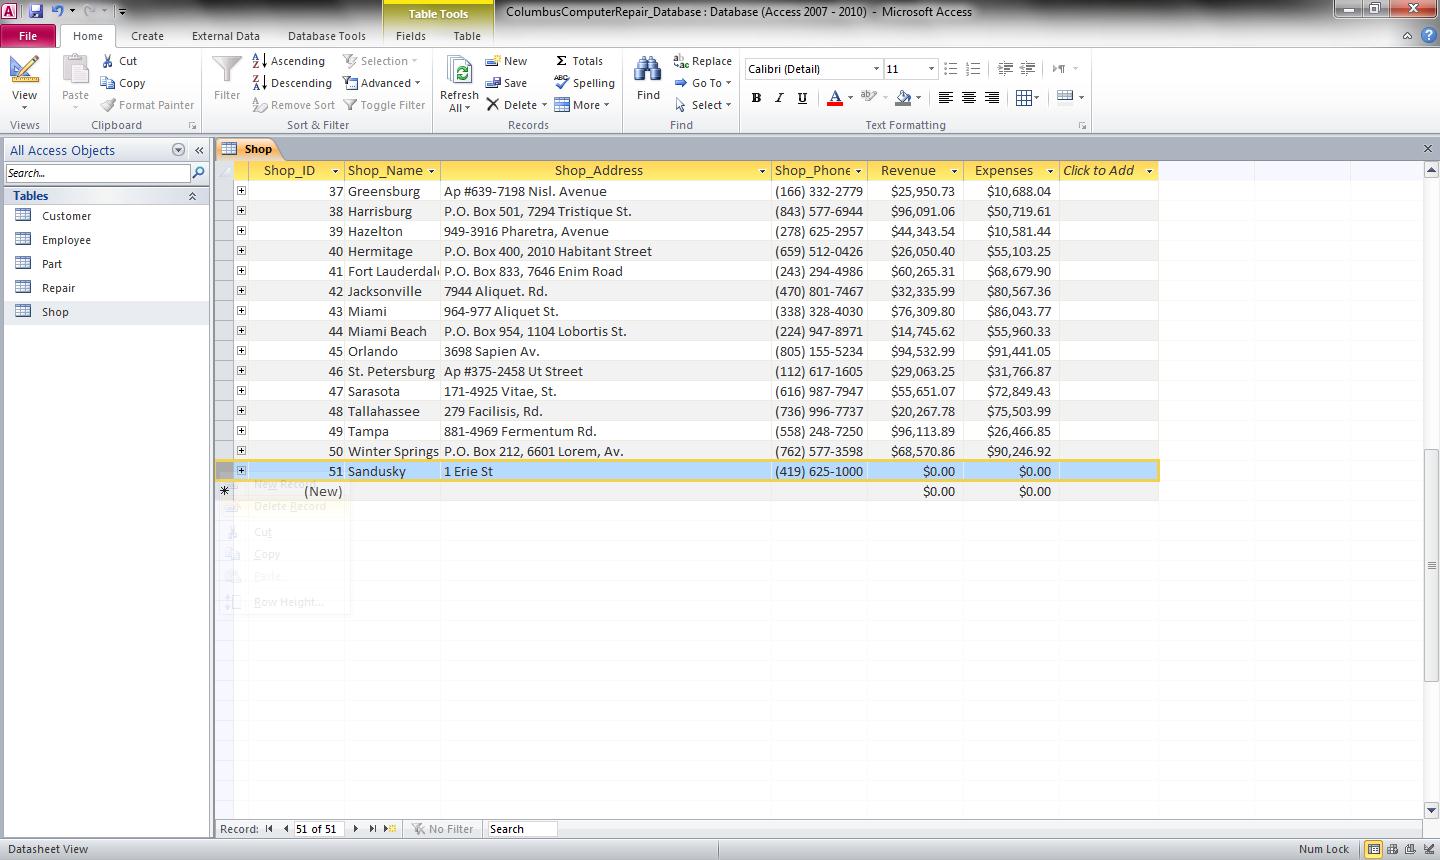 Table Tools
ColumbusComputerRepair_Database : Database (Access 2007 - 2010)  -  Microsoft Access
File Home Create External Data Database Tools Fields Table
View
Views
Paste
Cut
Copy
Format Painter
Clipboard
Filter
Ascending
Descending
Remove Sort
Selection
Advanced
Toggle Filter
Sort & Filter
Refresh All
New
Save
Delete
Totals
Spelling
More
Records
Find
Replace
Go To
Select
Find
Calibri (Detail) 11
B I U A
Text Formatting
All Access Objects
Search...
Tables
Customer
Employee
Part
Repair
Shop
Shop
Shop_ID Shop_Name Shop_Address Shop_Phone Revenue Expenses Click to Add
37 Greensburg Ap #639-7198 Nisl. Avenue (166) 332-2779 $25,950.73 $10,688.04
38 Harrisburg P.O. Box 501, 7294 Tristique St. (843) 577-6944 $96,091.06 $50,719.61
39 Hazelton 949-3916 Pharetra, Avenue (278) 625-2957 $44,343.54 $10,581.44
40 Hermitage P.O. Box 400, 2010 Habitant Street (659) 512-0426 $26,050.40 $55,103.25
41 Fort Lauderdale P.O. Box 833, 7646 Enim Road (243) 294-4986 $60,265.31 $68,679.90
42 Jacksonville 7944 Aliquet. Rd. (470) 801-7467 $32,335.99 $80,567.36
43 Miami 964-977 Aliquet St. (338) 328-4030 $76,309.80 $86,043.77
44 Miami Beach P.O. Box 954, 1104 Lobortis St. (224) 947-8971 $14,745.62 $55,960.33
45 Orlando 3698 Sapien Av. (805) 155-5234 $94,532.99 $91,441.05
46 St. Petersburg Ap #375-2458 Ut Street (112) 617-1605 $29,063.25 $31,766.87
47 Sarasota 171-4925 Vitae, St. (616) 987-7947 $55,651.07 $72,849.43
48 Tallahassee 279 Facilisis, Rd. (736) 996-7737 $20,267.78 $75,503.99
49 Tampa 881-4969 Fermentum Rd. (558) 248-7250 $96,113.89 $26,466.85
50 Winter Springs P.O. Box 212, 6601 Lorem, Av. (762) 577-3598 $68,570.86 $90,246.92
51 Sandusky 1 Erie St (419) 625-1000 $0.00 $0.00
(New) $0.00 $0.00
New Record
Delete Record
Cut
Copy
Paste
Row Height...
Record: 51 of 51 No Filter Search
Datasheet View Num Lock